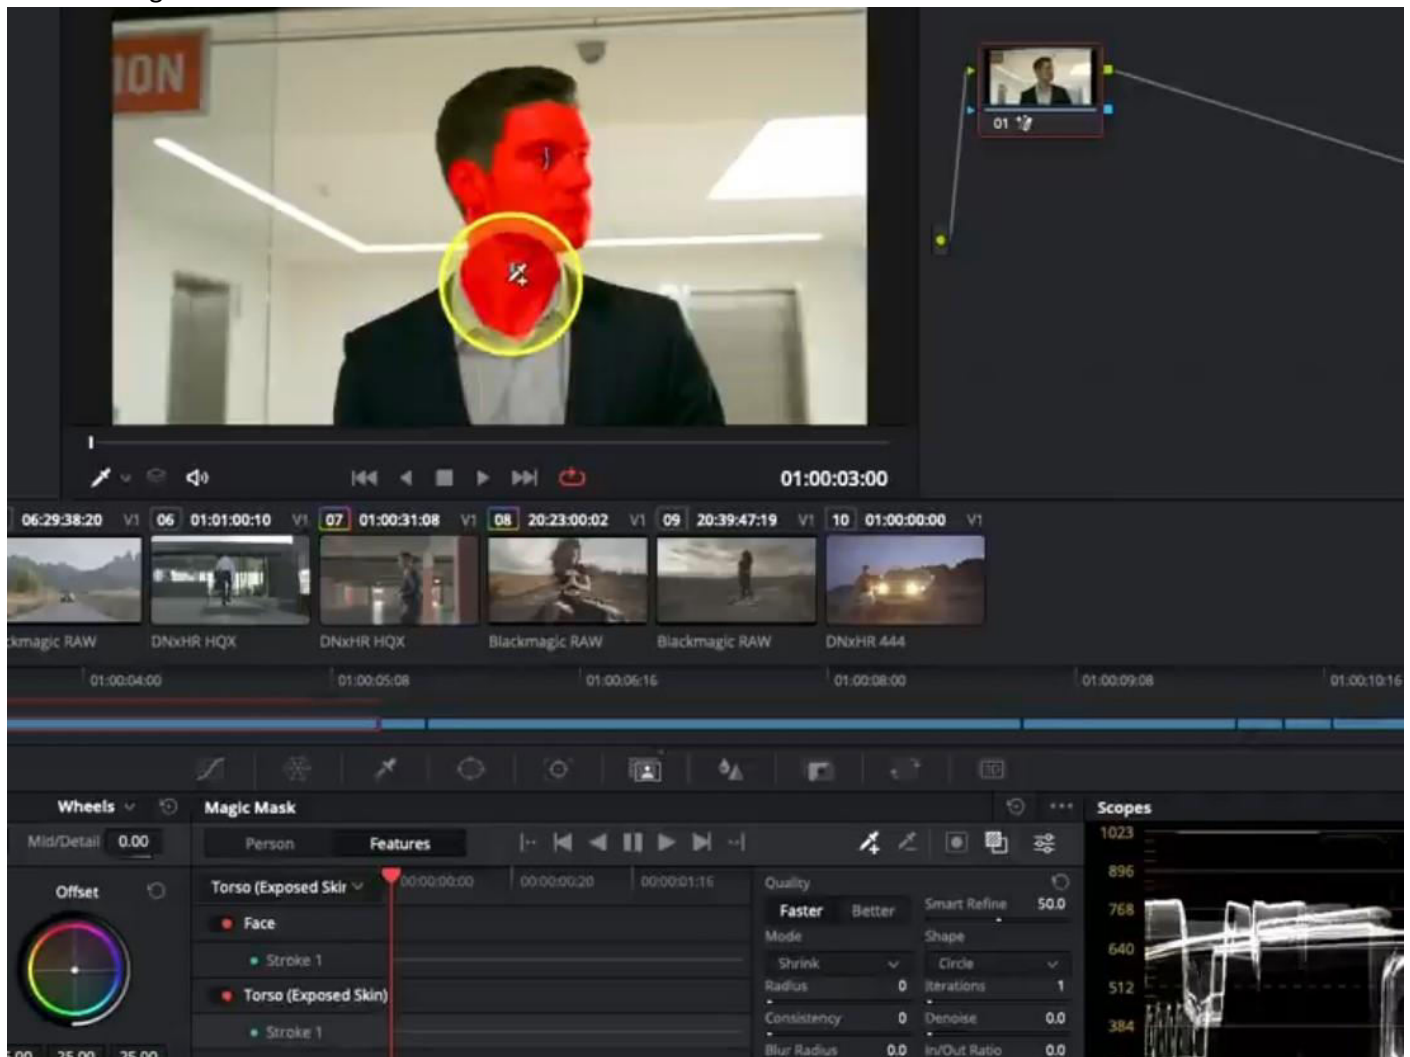 ION
01
01:00:03:00
06:29:38:20 V1 06 01:01:00:10 V1 07 01:00:31:08 V1 08 20:23:00:02 V1 09 20:39:47:19 V1 10 01:00:00:00 V1
ckmagic RAW DNxHR HQX DNxHR HQX Blackmagic RAW Blackmagic RAW DNxHR 444
01:00:04:00 01:00:05:08 01:00:06:16 01:00:08:00 01:00:09:08 01:00:10:16
Wheels Magic Mask Scopes
Mid/Detail 0.00 Person Features 1023
Offset Torso (Exposed Skir 00:00:00:00 00:00:00:20 00:00:01:16 Quality 896
Face Faster Better Smart Refine 50.0 768
Mode Shape
Stroke 1 Shrink Circle 640
Torso (Exposed Skin) Radius 0 Iterations 1 512
Stroke 1 Consistency 0 Denoise 0.0 384
25.00 25.00 Blur Radius 0.0 In/Out Ratio 0.0